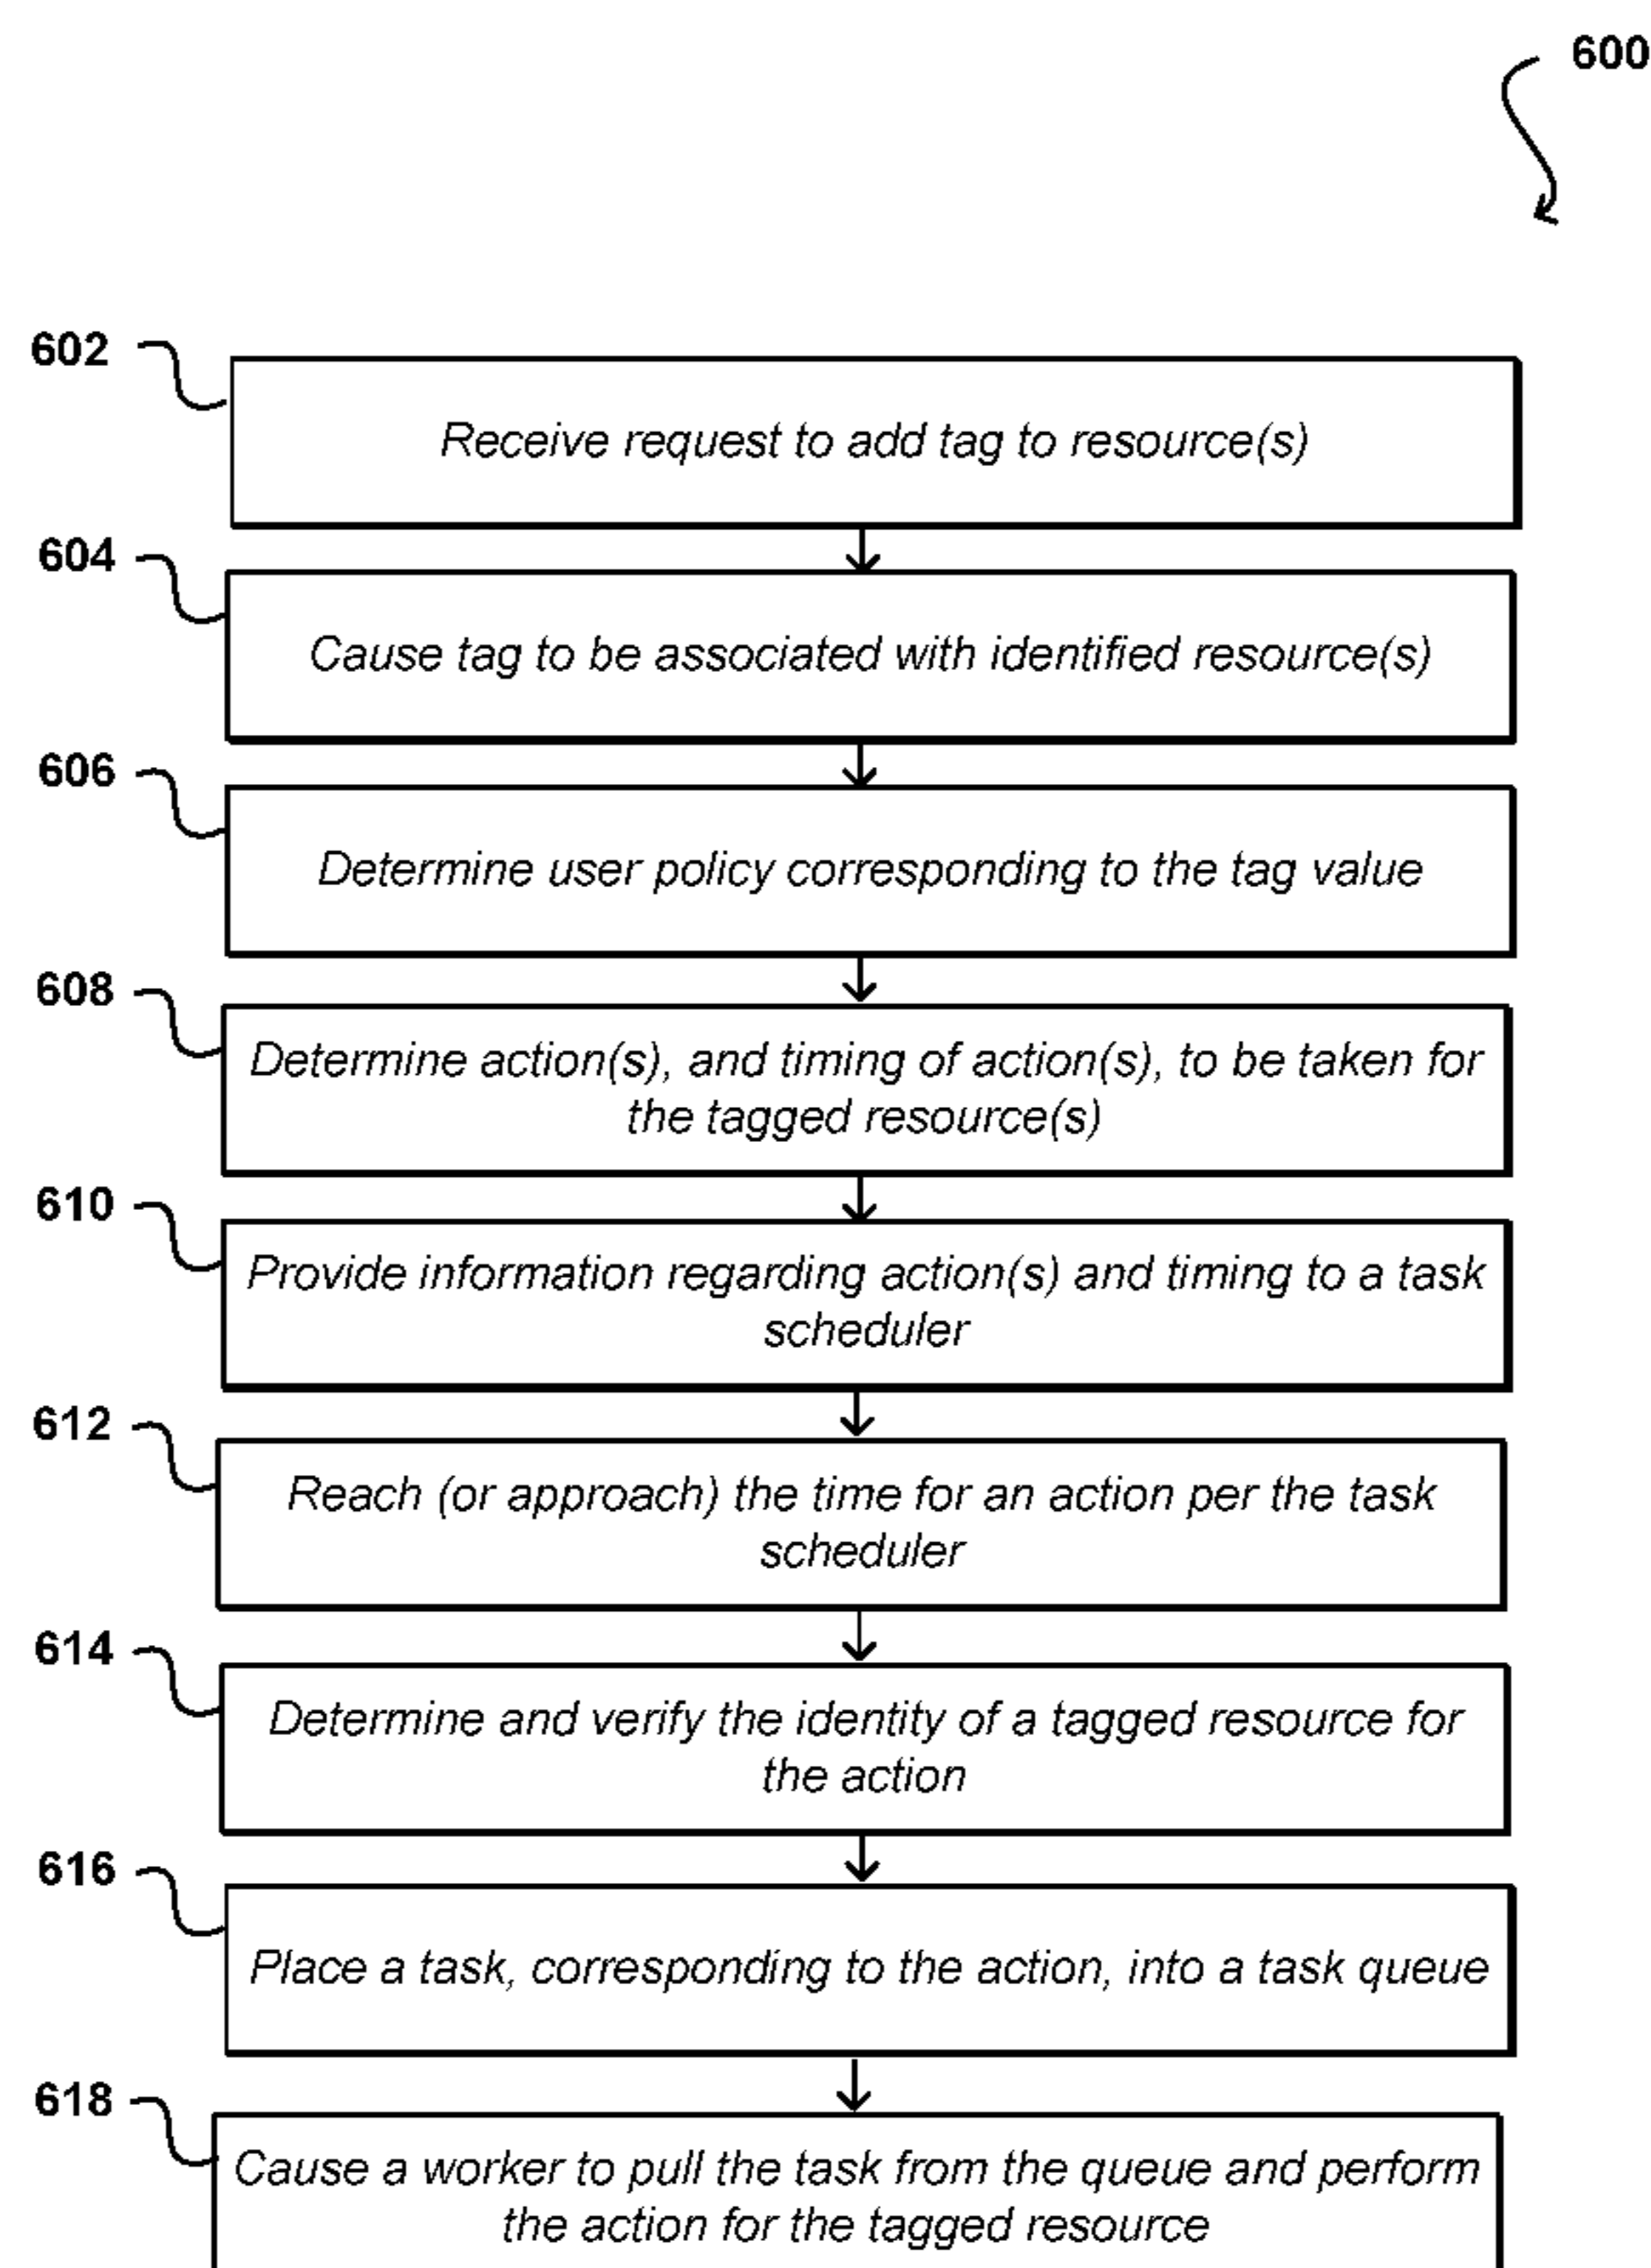 600
602
Receive request to add tag to resource(s)
604
Cause tag to be associated with identified resource(s)
606
Determine user policy corresponding to the tag value
608
Determine action(s), and timing of action(s), to be taken for
the tagged resource(s)
610
Provide information regarding action(s) and timing to a task
scheduler
612
Reach (or approach) the time for an action per the task
scheduler
614
Determine and verify the identity of a tagged resource for
the action
616
Place a task, corresponding to the action, into a task queue
618
Cause a worker to pull the task from the queue and perform
the action for the tagged resource